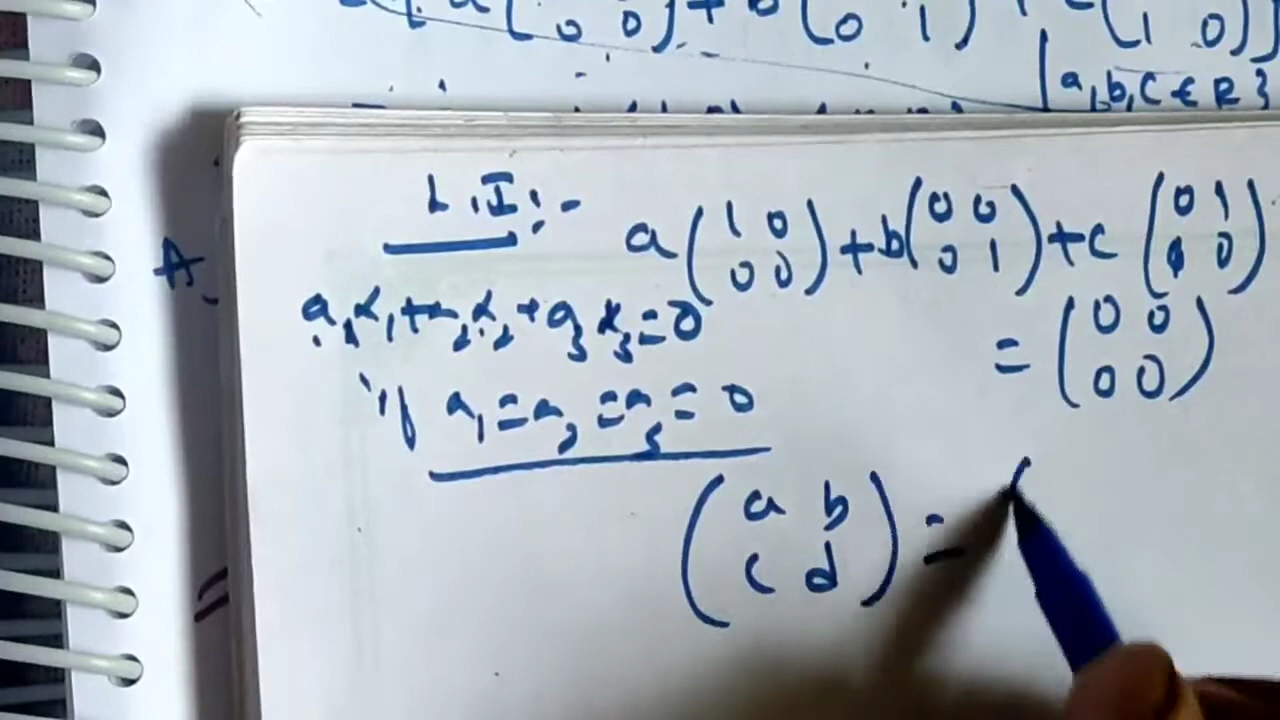 a ( 0 0 ) + b ( 0 1 ) + c ( 1 0 ) }
| a, b, c ∈ R }
L.I :-
a ( 1 0
0 0 ) + b ( 0 0
0 1 ) + c ( 0 1
1 0 )
a₁α₁ + a₂α₂ + a₃α₃ = 0
= ( 0 0
0 0 )
if a₁ = a₂ = a₃ = 0
( a b
c d ) = (
A.
=